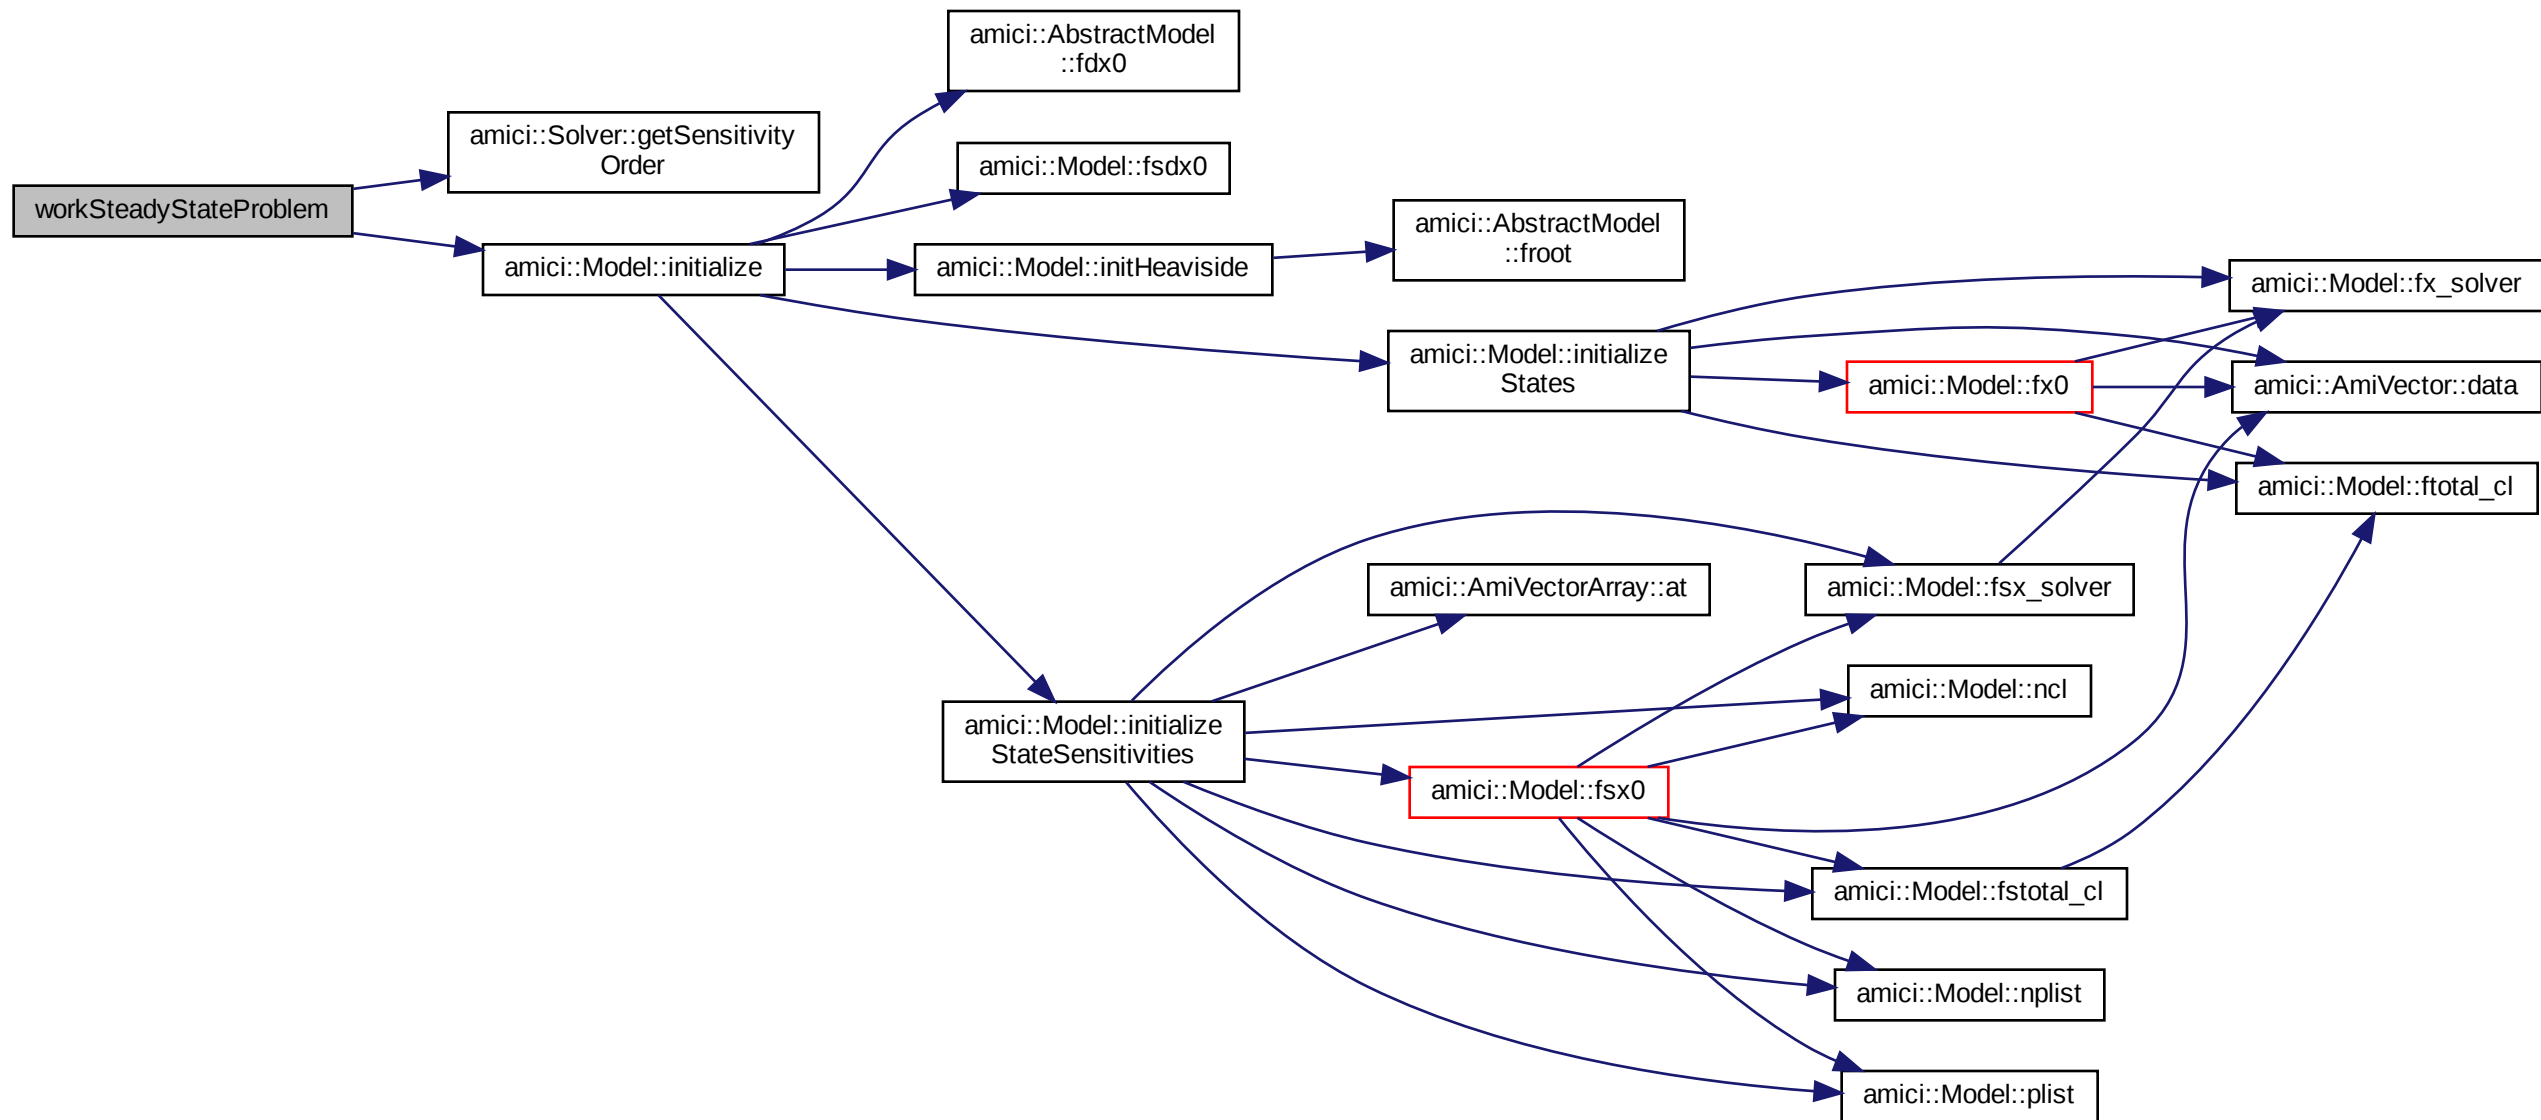 workSteadyStateProblem
amici::Solver::getSensitivity
Order
amici::Model::initialize
amici::AbstractModel
::fdx0
amici::Model::fsdx0
amici::Model::initHeaviside
amici::AbstractModel
::froot
amici::Model::initialize
States
amici::Model::fx0
amici::Model::fx_solver
amici::AmiVector::data
amici::Model::ftotal_cl
amici::Model::initialize
StateSensitivities
amici::AmiVectorArray::at
amici::Model::fsx0
amici::Model::fsx_solver
amici::Model::ncl
amici::Model::fstotal_cl
amici::Model::nplist
amici::Model::plist